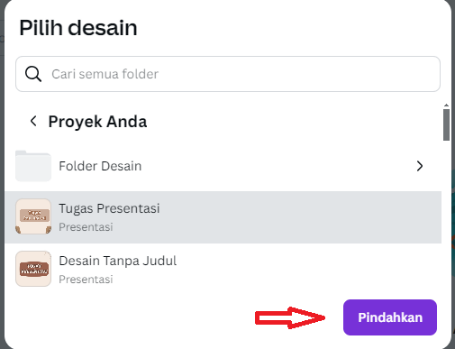 Pilih desain
Cari semua folder
Proyek Anda
Folder Desain
Tugas Presentasi
Presentasi
Desain Tanpa Judul
Presentasi
Pindahkan